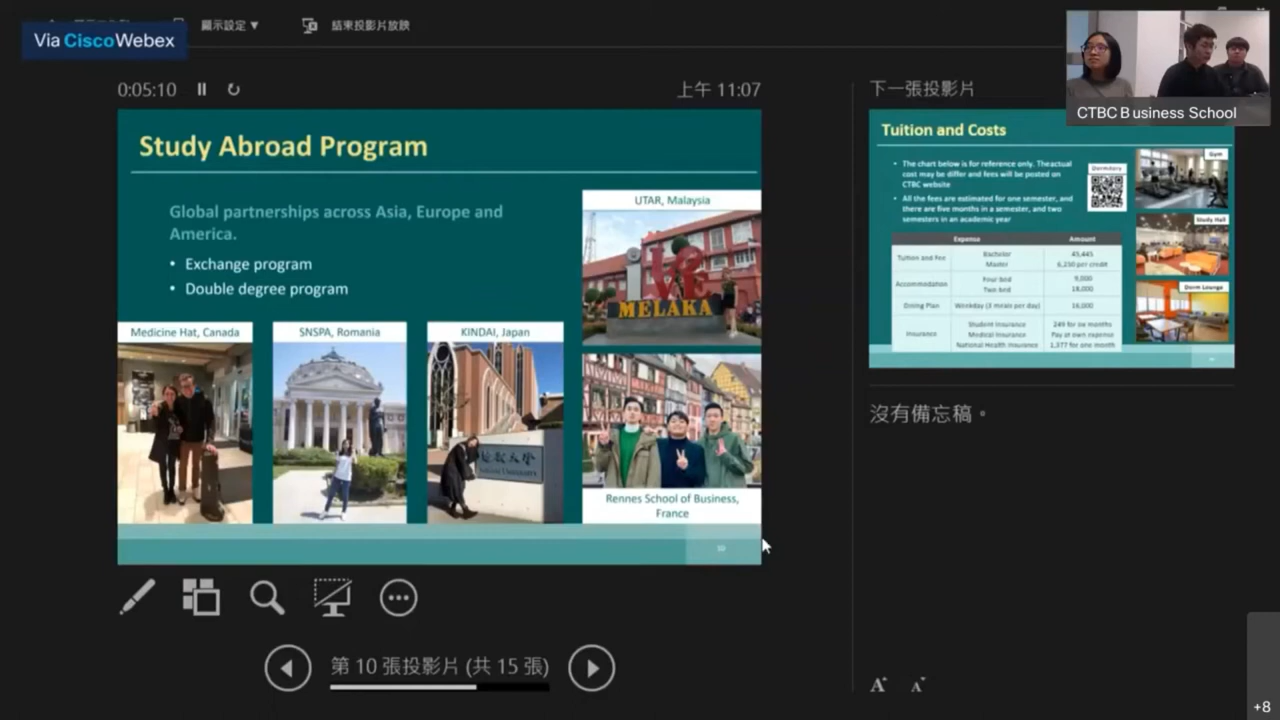 顯示設定 ▼
結束投影片放映
Via CiscoWebex
CTBC Business School
0:05:10
上午 11:07
下一張投影片
Study Abroad Program
Global partnerships across Asia, Europe and
America.
• Exchange program
• Double degree program
UTAR, Malaysia
MELAKA
Medicine Hat, Canada
SNSPA, Romania
KINDAI, Japan
Rennes School of Business,
France
10
Tuition and Costs
• The chart below is for reference only. Theactual
cost may be differ and fees will be posted on
CTBC website
• All the fees are estimated for one semester, and
there are five months in a semester, and two
semesters in an academic year
Dormitory
Gym
Study Hall
Dorm Lounge
Expense Amount
Tuition and Fee
Bachelor 45,445
Master 6,250 per credit
Accommodation
Four bed 9,000
Two bed 18,000
Dining Plan Weekday (3 meals per day) 16,000
Insurance
Student Insurance 249 for six months
Medical Insurance Pay at own expense
National Health Insurance 1,377 for one month
沒有備忘稿。
第 10 張投影片 (共 15 張)
A A
+8